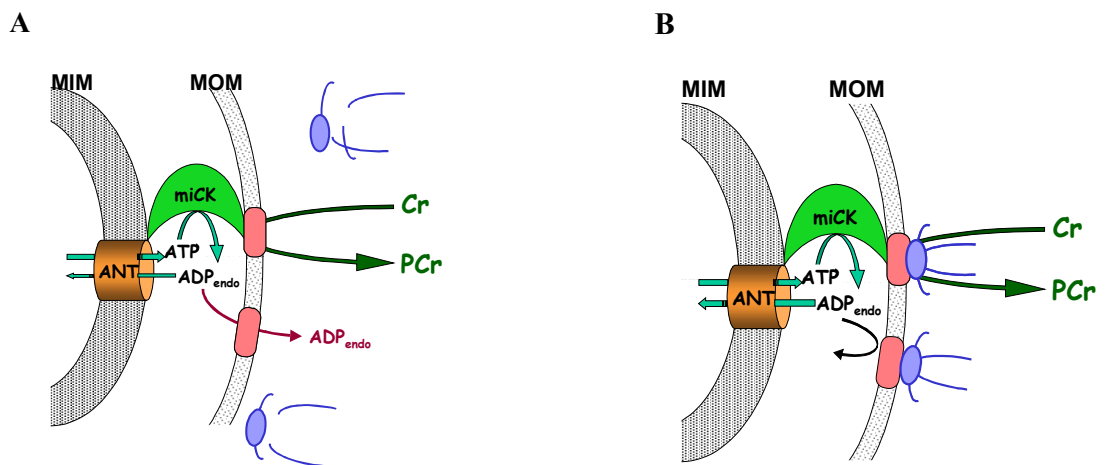 A
B
MIM
MOM
miCK
Cr
ATP
ANT
ADPendo
PCr
ADPendo
MIM
MOM
miCK
Cr
ATP
ANT
ADPendo
PCr